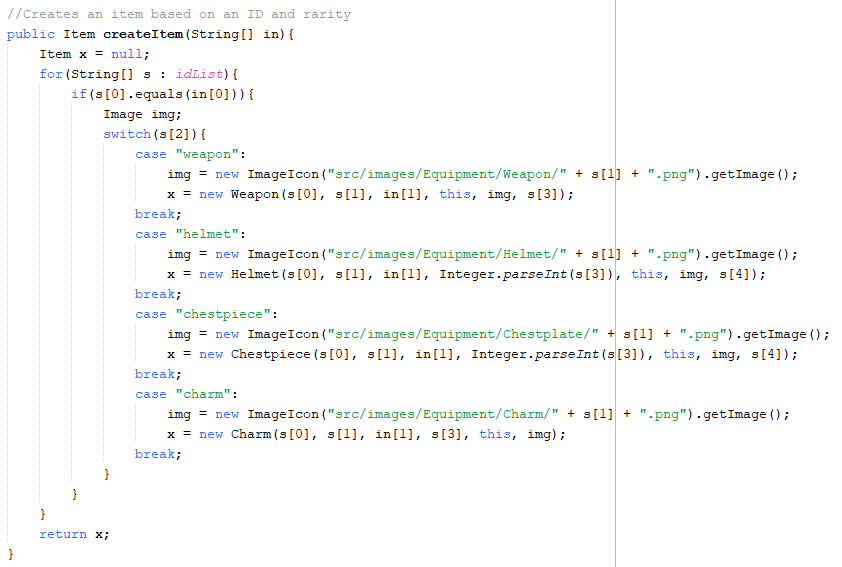 //Creates an item based on an ID and rarity
public Item createItem(String[] in){
    Item x = null;
    for(String[] s : idList){
        if(s[0].equals(in[0])){
            Image img;
            switch(s[2]){
                case "weapon":
                    img = new ImageIcon("src/images/Equipment/Weapon/" + s[1] + ".png").getImage();
                    x = new Weapon(s[0], s[1], in[1], this, img, s[3]);
                break;
                case "helmet":
                    img = new ImageIcon("src/images/Equipment/Helmet/" + s[1] + ".png").getImage();
                    x = new Helmet(s[0], s[1], in[1], Integer.parseInt(s[3]), this, img, s[4]);
                break;
                case "chestpiece":
                    img = new ImageIcon("src/images/Equipment/Chestplate/" + s[1] + ".png").getImage();
                    x = new Chestpiece(s[0], s[1], in[1], Integer.parseInt(s[3]), this, img, s[4]);
                break;
                case "charm":
                    img = new ImageIcon("src/images/Equipment/Charm/" + s[1] + ".png").getImage();
                    x = new Charm(s[0], s[1], in[1], s[3], this, img);
                break;
            }
        }
    }
    return x;
}